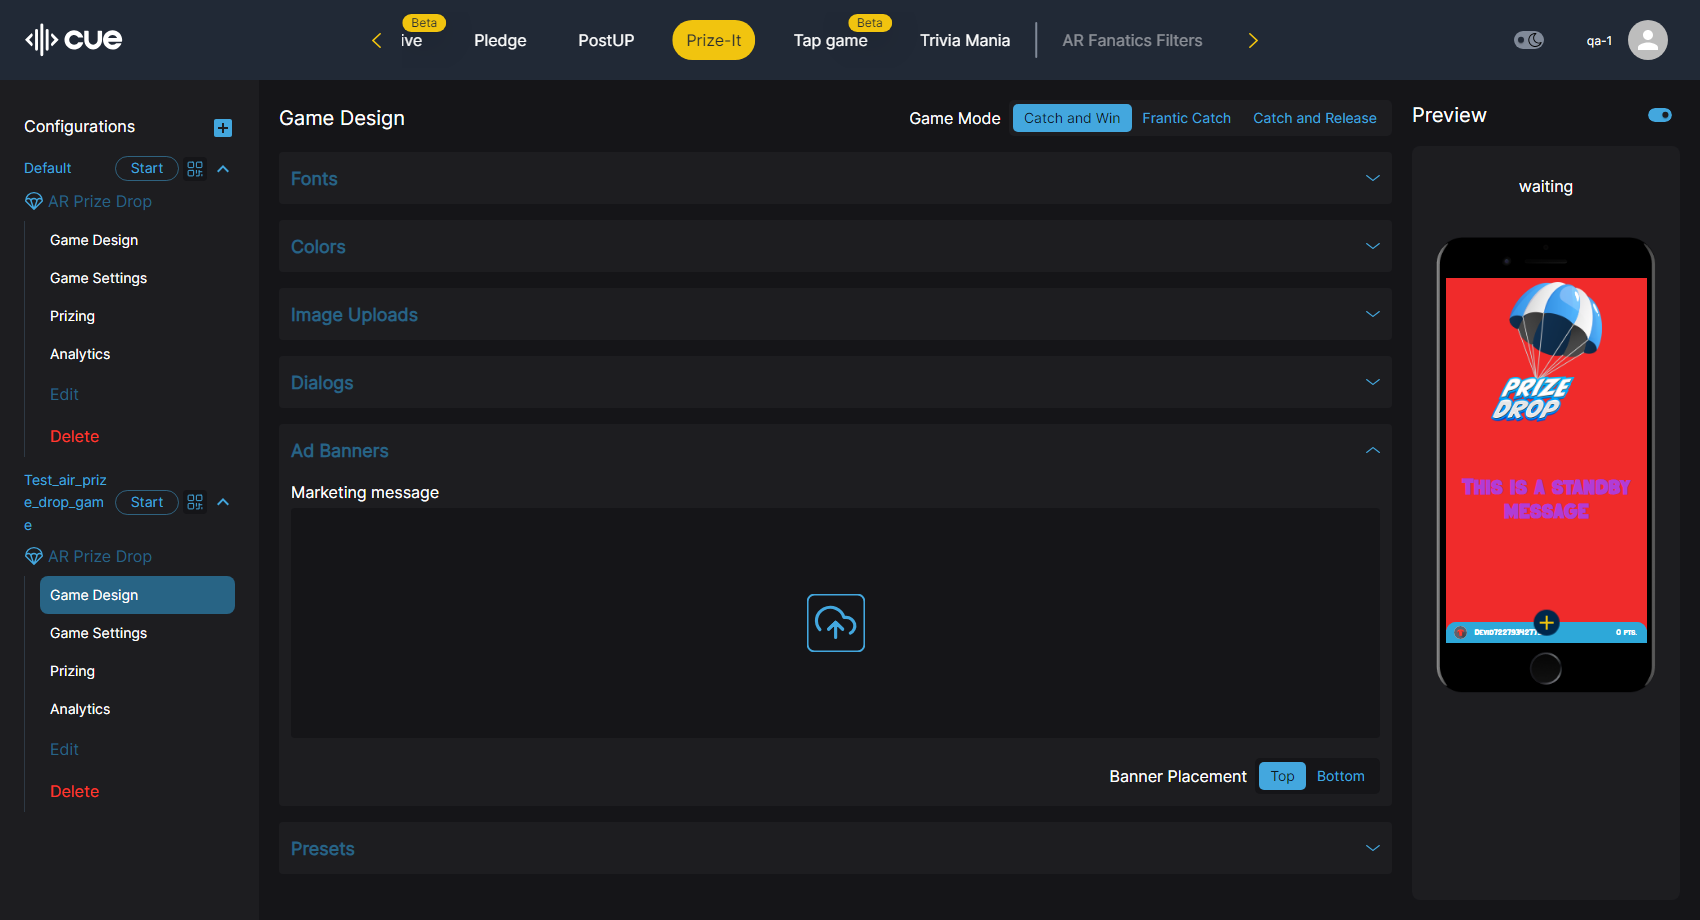 cue
Beta
ive
Pledge
PostUP
Prize-It
Beta
Tap game
Trivia Mania
AR Fanatics Filters
qa-1
Configurations
Default
Start
AR Prize Drop
Game Design
Game Settings
Prizing
Analytics
Edit
Delete
Test_air_priz
e_drop_gam
e
Start
AR Prize Drop
Game Design
Game Settings
Prizing
Analytics
Edit
Delete
Game Design
Game Mode
Catch and Win
Frantic Catch
Catch and Release
Fonts
Colors
Image Uploads
Dialogs
Ad Banners
Marketing message
Banner Placement
Top
Bottom
Presets
Preview
waiting
PRIZE
DROP
THIS IS A STANDBY
MESSAGE
0 PTS.